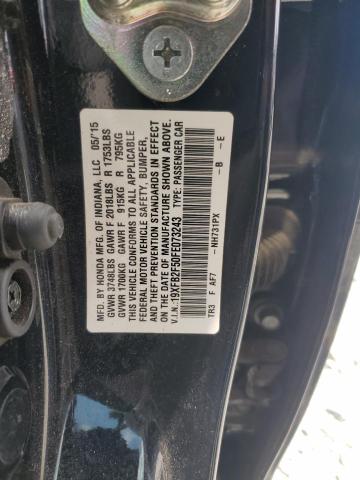 MFD. BY HONDA MFG. OF INDIANA, LLC 05/15
GVWR 3748LBS GAWR F 2018LBS R 1753LBS
GVWR 1700KG GAWR F 915KG R 795KG
THIS VEHICLE CONFORMS TO ALL APPLICABLE
FEDERAL MOTOR VEHICLE SAFETY, BUMPER,
AND THEFT PREVENTION STANDARDS IN EFFECT
ON THE DATE OF MANUFACTURE SHOWN ABOVE.
V.I.N.: 19XFB2F50FE073243 TYPE: PASSENGER CAR
TR3 F AF7 -NH731PX -B -E